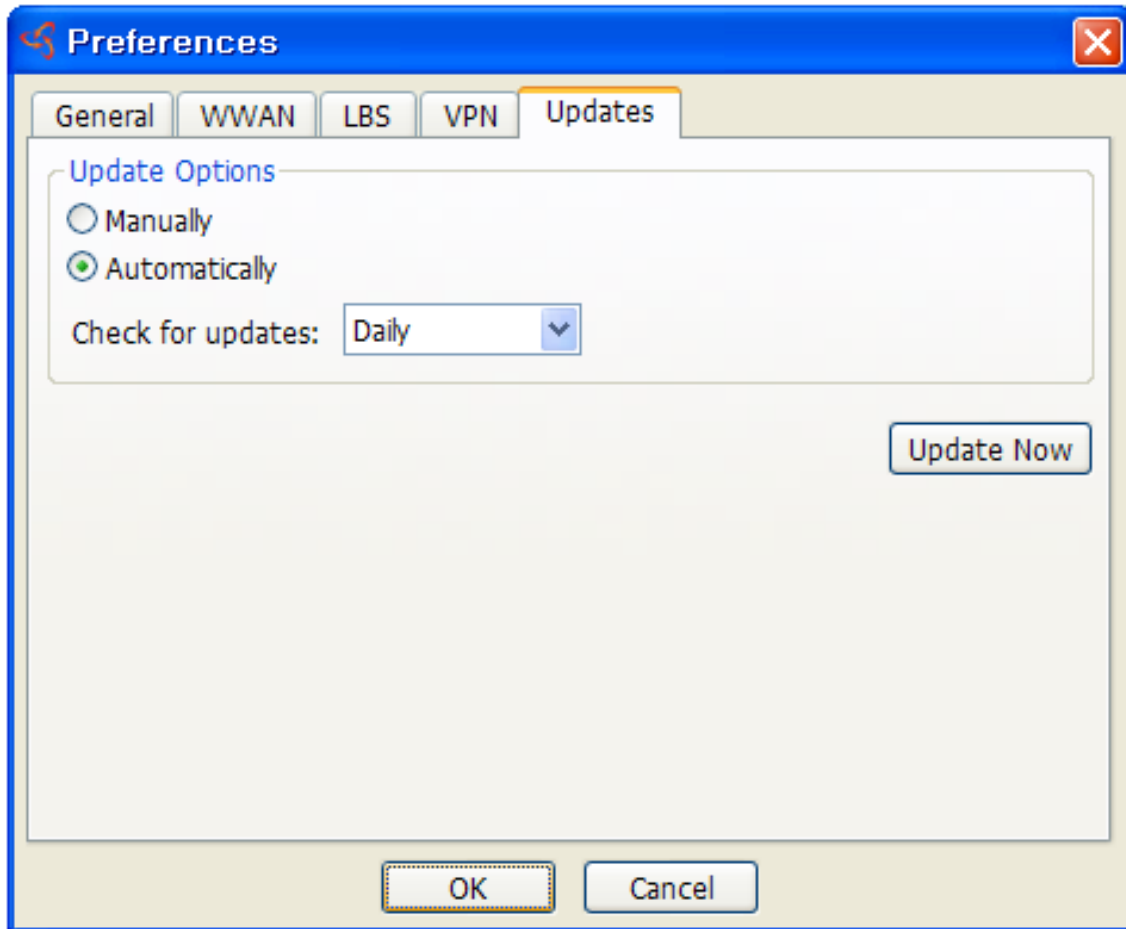 Preferences
General WWAN LBS VPN Updates
Update Options
Manually
Automatically
Check for updates: Daily
Update Now
OK Cancel